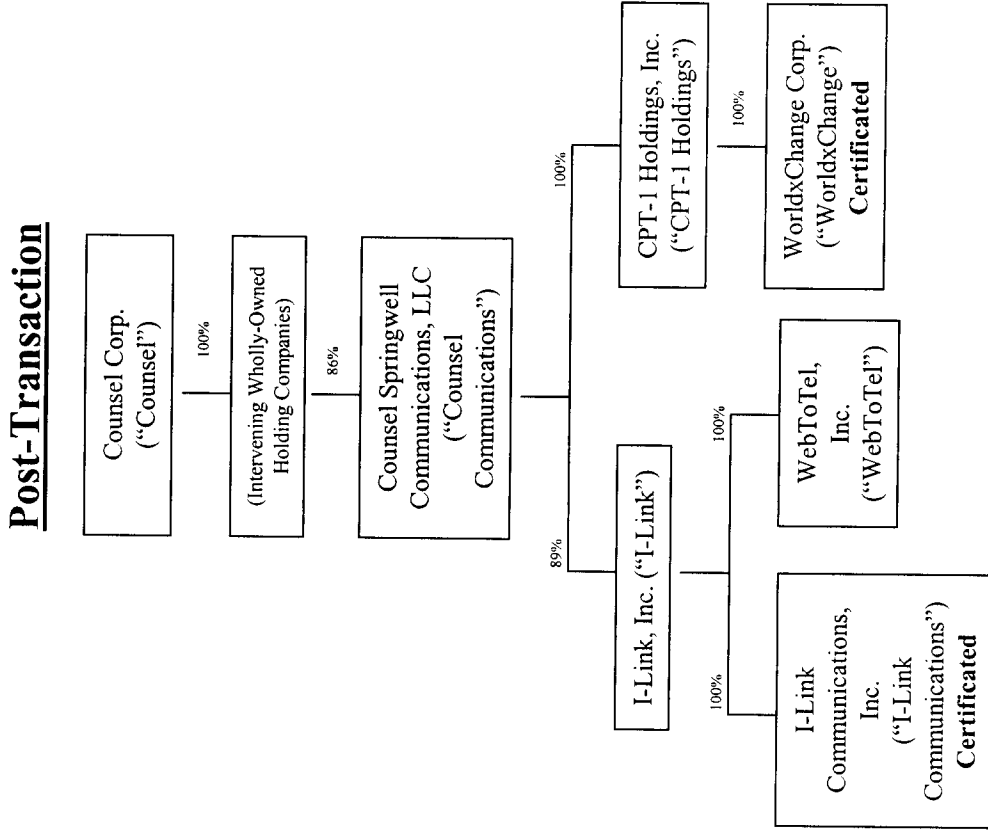 Post-Transaction
Counsel Corp.
("Counsel")
100%
(Intervening Wholly-Owned
Holding Companies)
86%
Counsel Springwell
Communications, LLC
("Counsel
Communications")
89%
100%
I-Link, Inc. ("I-Link")
CPT-1 Holdings, Inc.
("CPT-1 Holdings")
100%
100%
100%
I-Link
Communications,
Inc.
("I-Link
Communications")
Certificated
WebToTel,
Inc.
("WebToTel")
WorldxChange Corp.
("WorldxChange")
Certificated